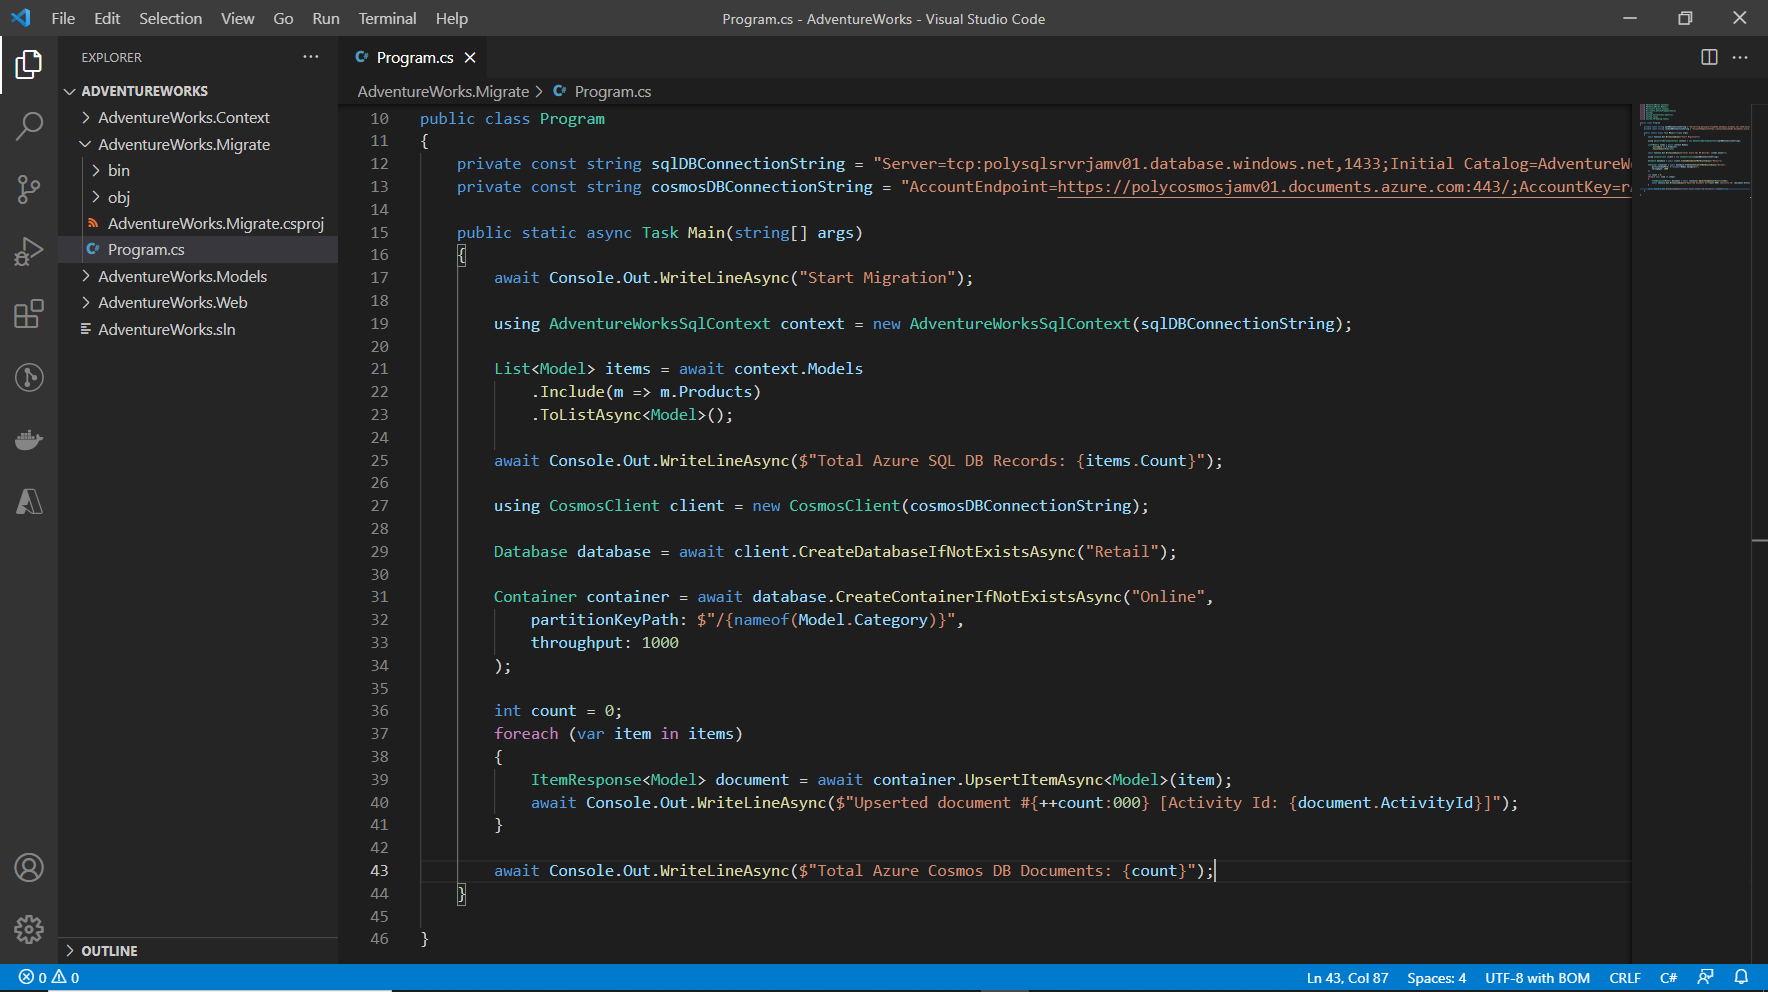 File Edit Selection View Go Run Terminal Help
Program.cs - AdventureWorks - Visual Studio Code
EXPLORER
ADVENTUREWORKS
AdventureWorks.Context
AdventureWorks.Migrate
bin
obj
AdventureWorks.Migrate.csproj
Program.cs
AdventureWorks.Models
AdventureWorks.Web
AdventureWorks.sln
OUTLINE
Program.cs
AdventureWorks.Migrate > Program.cs
10 public class Program
11 {
12 private const string sqlDBConnectionString = "Server=tcp:polysqlsrvrjamv01.database.windows.net,1433;Initial Catalog=AdventureW
13 private const string cosmosDBConnectionString = "AccountEndpoint=https://polycosmosjamv01.documents.azure.com:443/;AccountKey=r
14
15 public static async Task Main(string[] args)
16 {
17 await Console.Out.WriteLineAsync("Start Migration");
18
19 using AdventureWorksSqlContext context = new AdventureWorksSqlContext(sqlDBConnectionString);
20
21 List<Model> items = await context.Models
22 .Include(m => m.Products)
23 .ToListAsync<Model>();
24
25 await Console.Out.WriteLineAsync($"Total Azure SQL DB Records: {items.Count}");
26
27 using CosmosClient client = new CosmosClient(cosmosDBConnectionString);
28
29 Database database = await client.CreateDatabaseIfNotExistsAsync("Retail");
30
31 Container container = await database.CreateContainerIfNotExistsAsync("Online",
32 partitionKeyPath: $"/{nameof(Model.Category)}",
33 throughput: 1000
34 );
35
36 int count = 0;
37 foreach (var item in items)
38 {
39 ItemResponse<Model> document = await container.UpsertItemAsync<Model>(item);
40 await Console.Out.WriteLineAsync($"Upserted document #{++count:000} [Activity Id: {document.ActivityId}]");
41 }
42
43 await Console.Out.WriteLineAsync($"Total Azure Cosmos DB Documents: {count}");
44 }
45
46 }
0 0
Ln 43, Col 87 Spaces: 4 UTF-8 with BOM CRLF C#